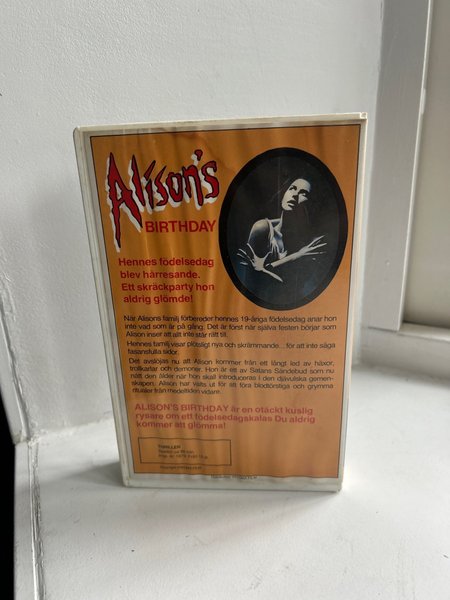 Alison's
BIRTHDAY
Hennes födelsedag
blev hårresande.
Ett skräckparty hon
aldrig glömde!
När Alisons familj förbereder hennes 19-åriga födelsedag anar hon
inte vad som är på gång. Det är först när själva festen börjar som
Alison inser att allt inte står rätt till.
Hennes familj visar plötsligt nya och skrämmande... för att inte säga
fasansfulla sidor.
Det avslöjas nu att Alison kommer från ett långt led av häxor,
trollkarlar och demoner. Hon är ett av Satans Sändebud som nu
nått den ålder när hon skall introduceras i den djävulska gemen-
skapen. Alison har valts ut för att föra blodtörstiga och grymma
ritualer från medeltiden vidare.
ALISON'S BIRTHDAY är en otäckt kuslig
rysare om ett födelsedagskalas Du aldrig
kommer att glömma!
THRILLER